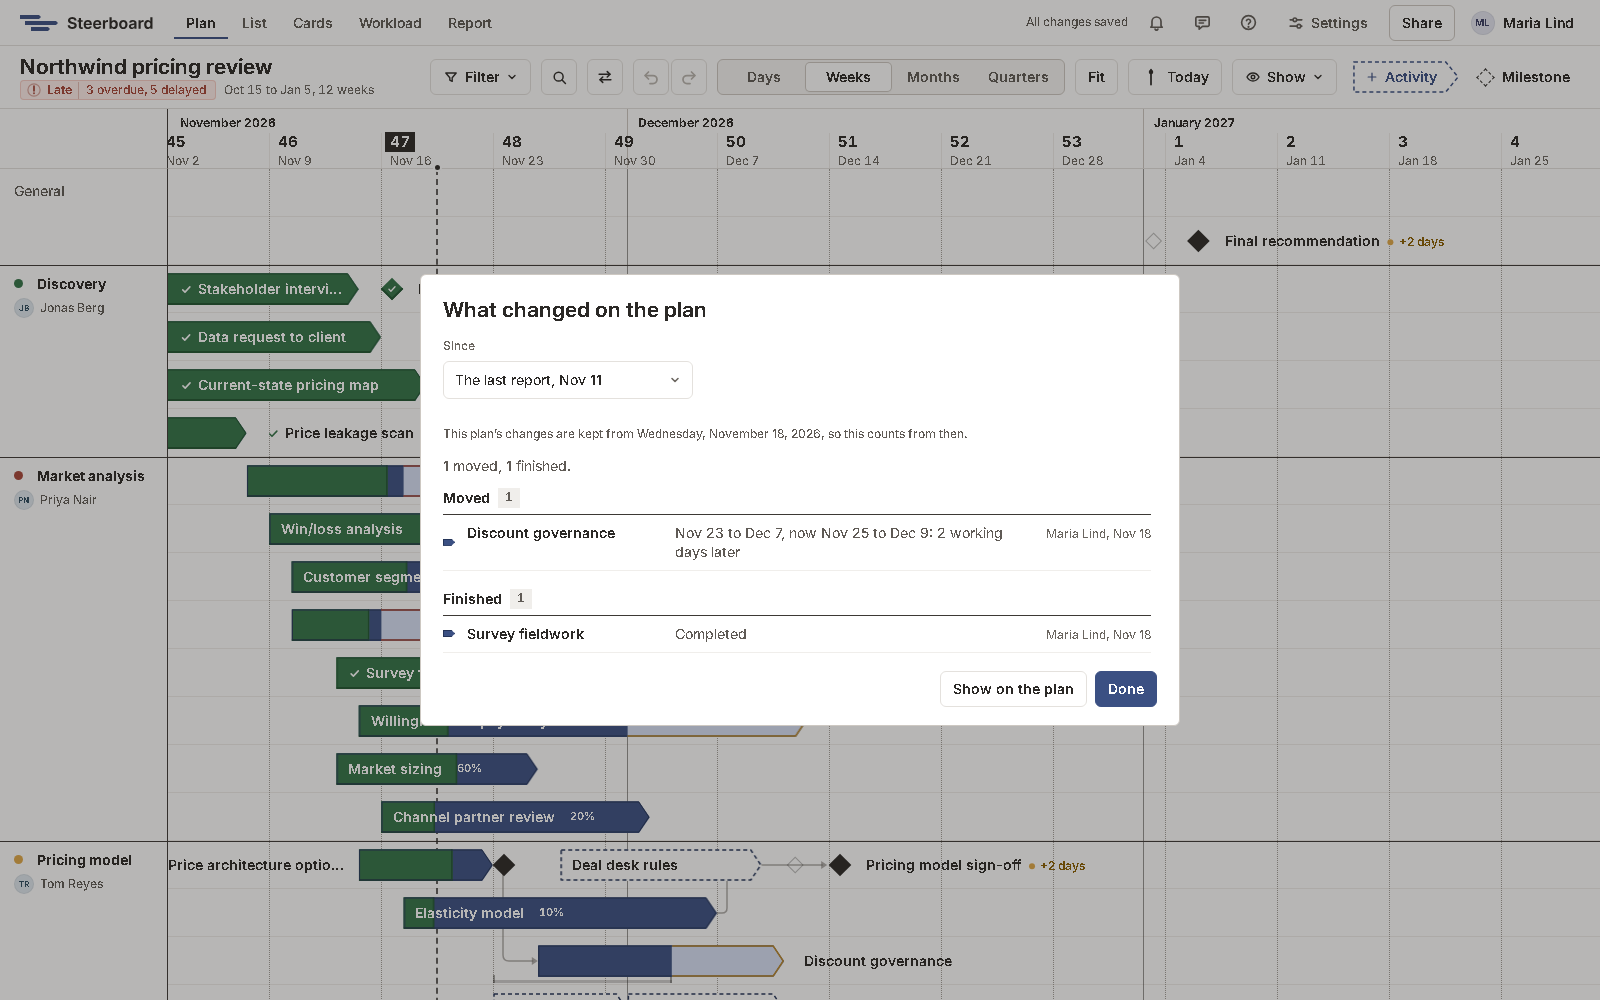 Steerboard
Plan
List
Cards
Workload
Report
All changes saved
Settings
Share
ML
Maria Lind
Northwind pricing review
Late
3 overdue, 5 delayed
Oct 15 to Jan 5, 12 weeks
Filter
Days
Weeks
Months
Quarters
Fit
Today
Show
+ Activity
Milestone
November 2026
December 2026
January 2027
45
46
47
48
49
50
51
52
53
1
2
3
4
Nov 2
Nov 9
Nov 16
Nov 23
Nov 30
Dec 7
Dec 14
Dec 21
Dec 28
Jan 4
Jan 11
Jan 18
Jan 25
General
Final recommendation
+2 days
Discovery
JB
Jonas Berg
Stakeholder intervi...
Data request to client
Current-state pricing map
Price leakage scan
What changed on the plan
Since
The last report, Nov 11
This plan's changes are kept from Wednesday, November 18, 2026, so this counts from then.
1 moved, 1 finished.
Moved 1
Discount governance
Nov 23 to Dec 7, now Nov 25 to Dec 9: 2 working
days later
Maria Lind, Nov 18
Finished 1
Survey fieldwork
Completed
Maria Lind, Nov 18
Show on the plan
Done
Market analysis
PN
Priya Nair
Win/loss analysis
Customer segme
Survey
Willing
Market sizing
60%
Channel partner review
20%
Pricing model
TR
Tom Reyes
Price architecture optio...
Deal desk rules
Pricing model sign-off
+2 days
Elasticity model
10%
Discount governance